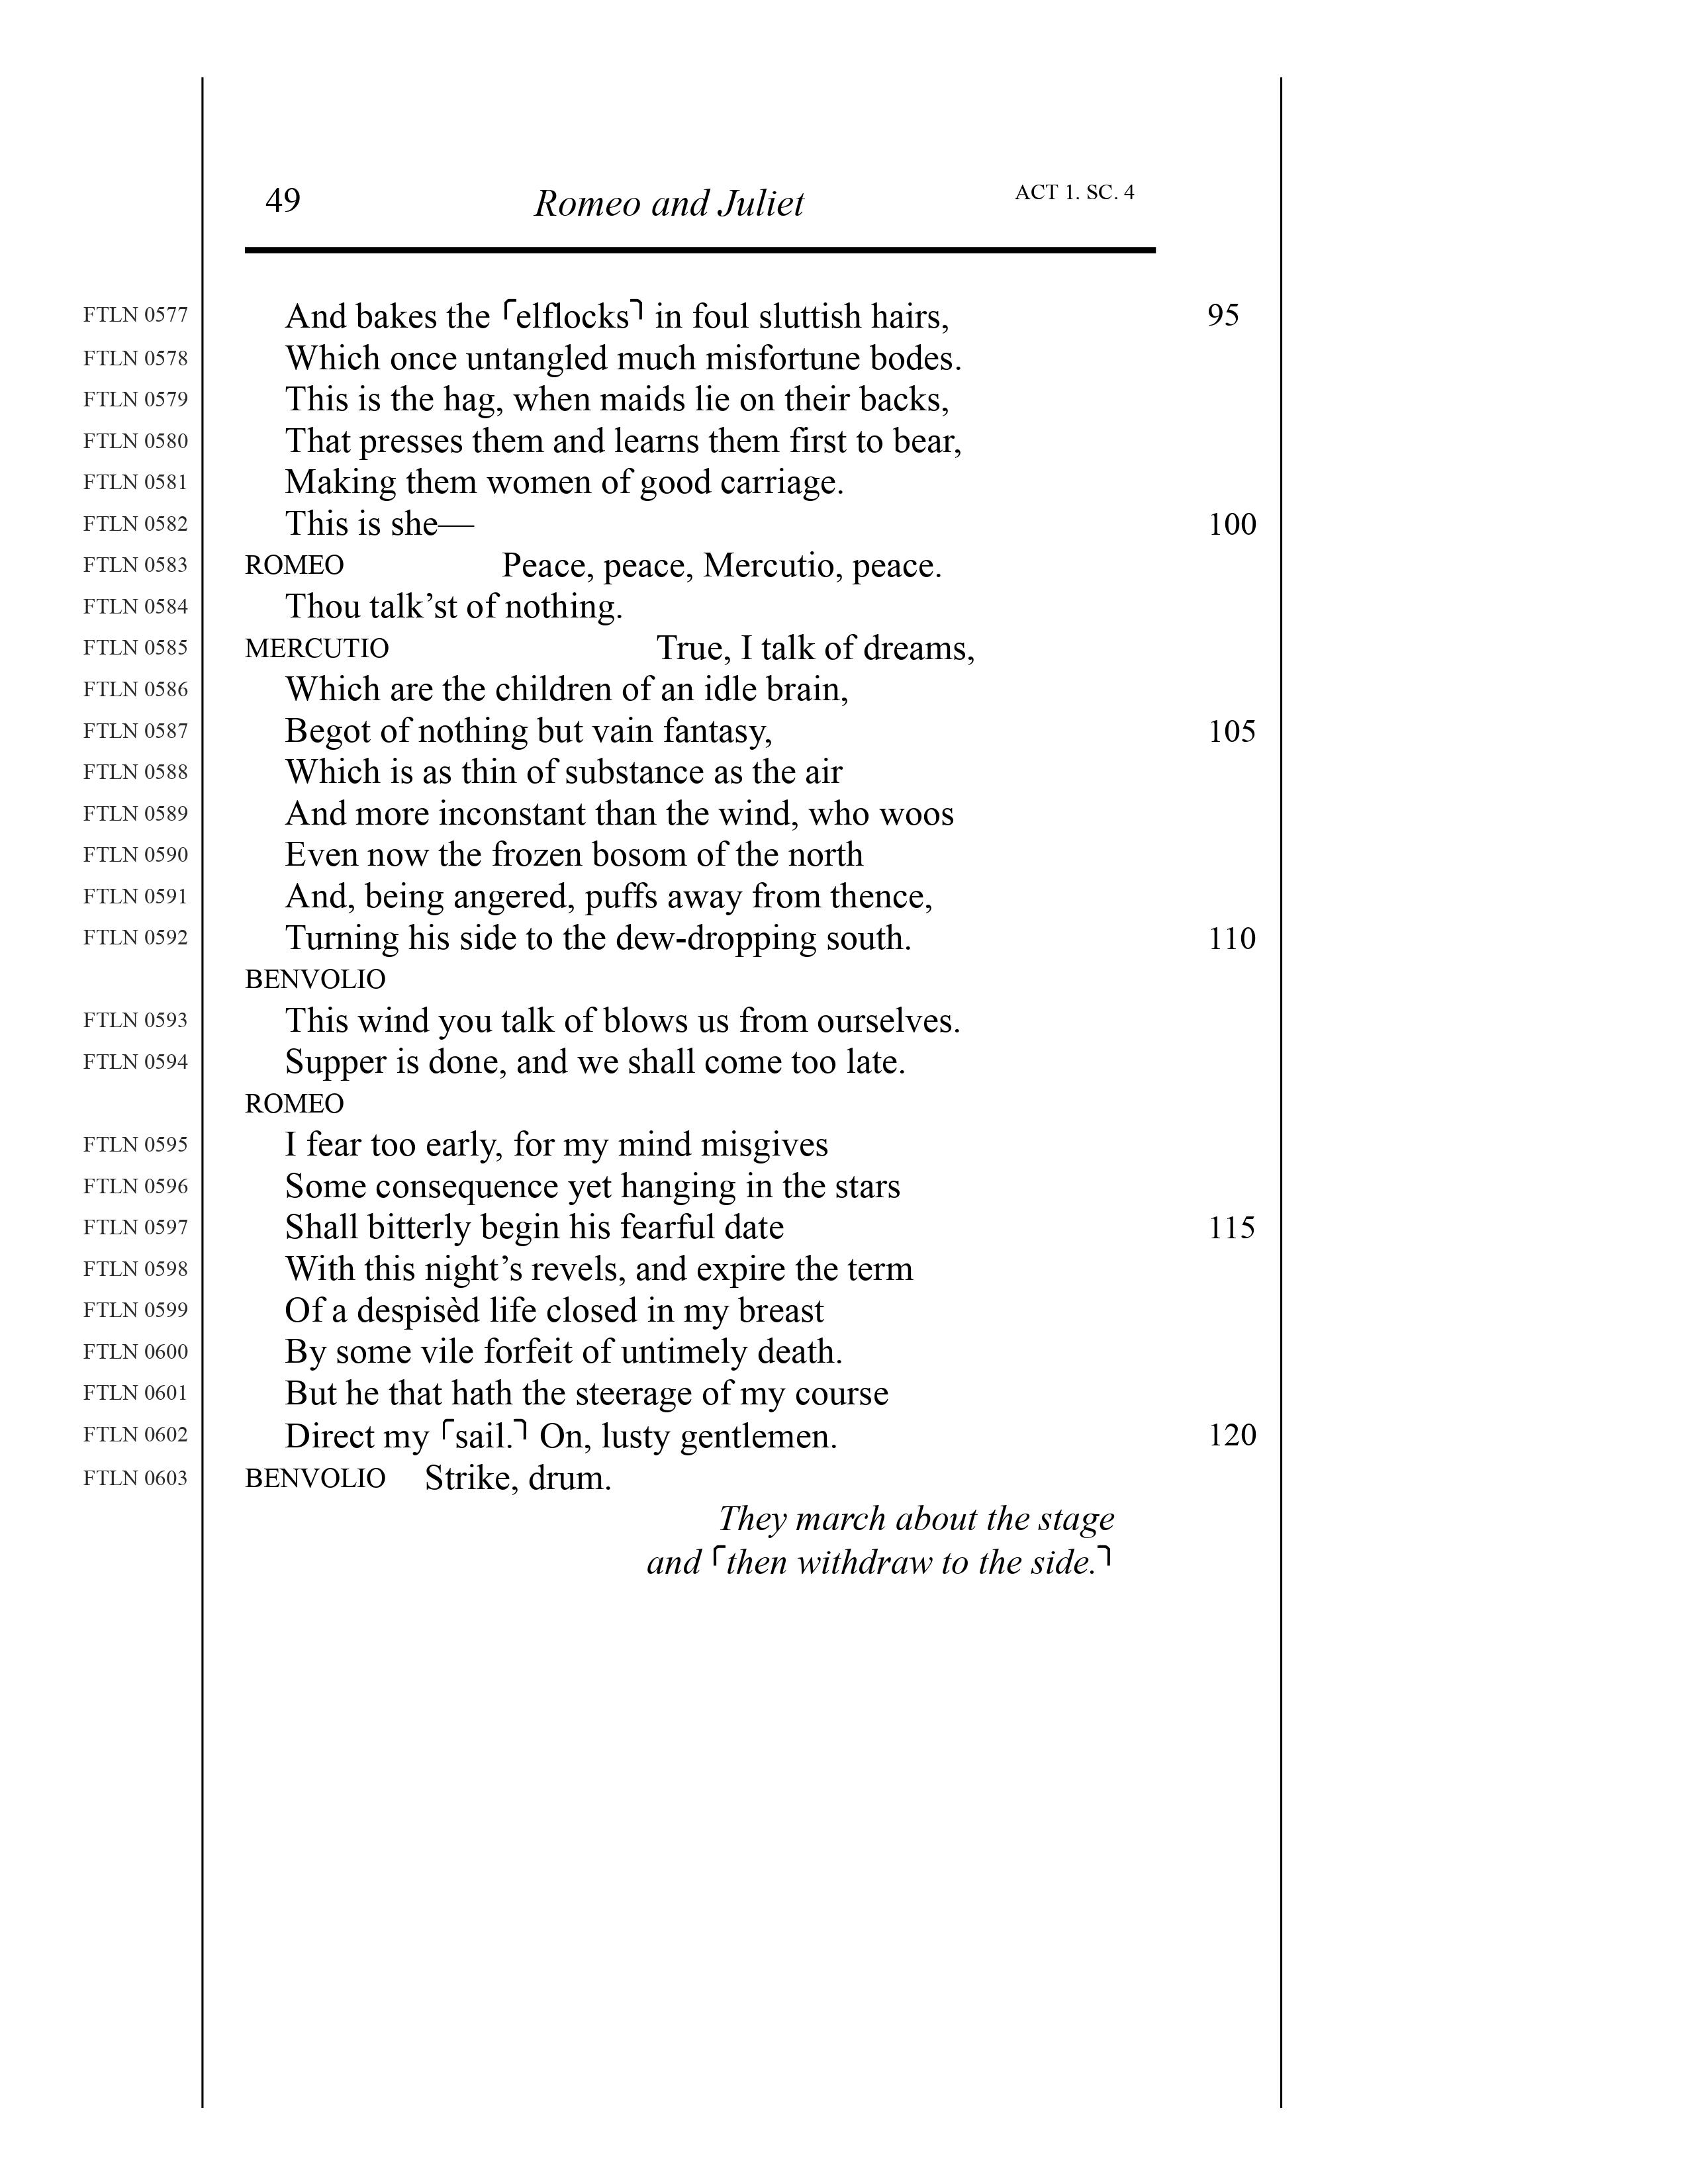 49 Romeo and Juliet ACT 1. SC. 4
FTLN 0577 And bakes the ⌜elflocks⌝ in foul sluttish hairs, 95
FTLN 0578 Which once untangled much misfortune bodes.
FTLN 0579 This is the hag, when maids lie on their backs,
FTLN 0580 That presses them and learns them first to bear,
FTLN 0581 Making them women of good carriage.
FTLN 0582 This is she— 100
FTLN 0583 ROMEO Peace, peace, Mercutio, peace.
FTLN 0584 Thou talk’st of nothing.
FTLN 0585 MERCUTIO True, I talk of dreams,
FTLN 0586 Which are the children of an idle brain,
FTLN 0587 Begot of nothing but vain fantasy, 105
FTLN 0588 Which is as thin of substance as the air
FTLN 0589 And more inconstant than the wind, who woos
FTLN 0590 Even now the frozen bosom of the north
FTLN 0591 And, being angered, puffs away from thence,
FTLN 0592 Turning his side to the dew-dropping south. 110
BENVOLIO
FTLN 0593 This wind you talk of blows us from ourselves.
FTLN 0594 Supper is done, and we shall come too late.
ROMEO
FTLN 0595 I fear too early, for my mind misgives
FTLN 0596 Some consequence yet hanging in the stars
FTLN 0597 Shall bitterly begin his fearful date 115
FTLN 0598 With this night’s revels, and expire the term
FTLN 0599 Of a despisèd life closed in my breast
FTLN 0600 By some vile forfeit of untimely death.
FTLN 0601 But he that hath the steerage of my course
FTLN 0602 Direct my ⌜sail.⌝ On, lusty gentlemen. 120
FTLN 0603 BENVOLIO Strike, drum.
They march about the stage
and ⌜then withdraw to the side.⌝